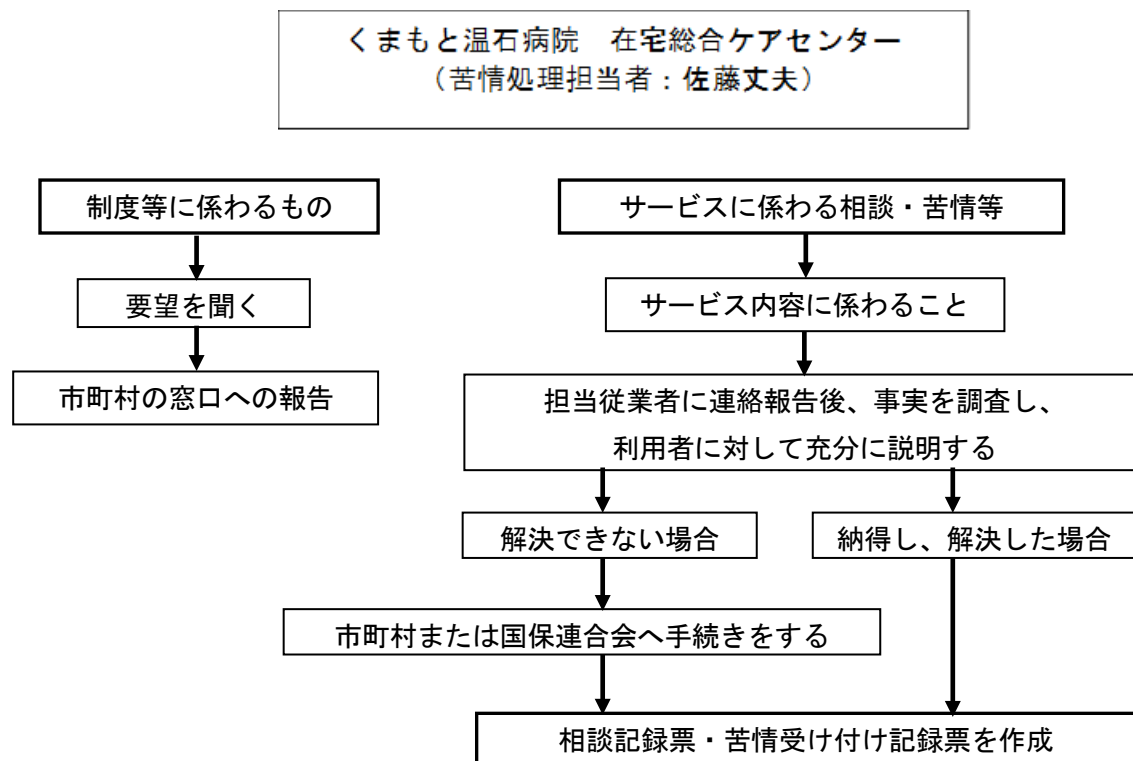 くまもと温石病院 在宅総合ケアセンター
（苦情処理担当者：佐藤丈夫）
制度等に係わるもの
要望を聞く
市町村の窓口への報告
サービスに係わる相談・苦情等
サービス内容に係わること
担当従業者に連絡報告後、事実を調査し、
利用者に対して充分に説明する
解決できない場合
納得し、解決した場合
市町村または国保連合会へ手続きをする
相談記録票・苦情受け付け記録票を作成